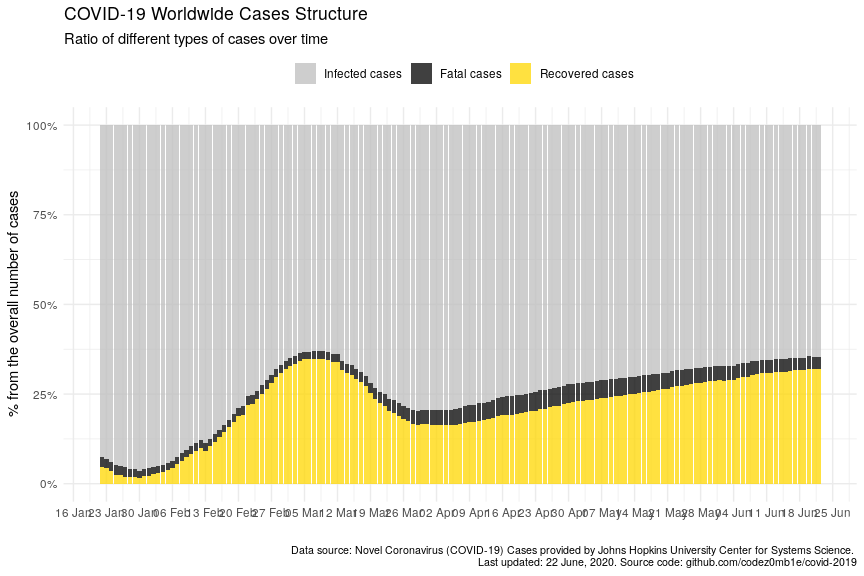 COVID-19 Worldwide Cases Structure
Ratio of different types of cases over time
Infected cases Fatal cases Recovered cases
% from the overall number of cases
100%
75%
50%
25%
0%
16 Jan 23 Jan 30 Jan 06 Feb 13 Feb 20 Feb 27 Feb 05 Mar 12 Mar 19 Mar 26 Mar 02 Apr 09 Apr 16 Apr 23 Apr 30 Apr 07 May 14 May 21 May 28 May 04 Jun 11 Jun 18 Jun 25 Jun
Data source: Novel Coronavirus (COVID-19) Cases provided by Johns Hopkins University Center for Systems Science.
Last updated: 22 June, 2020. Source code: github.com/codez0mb1e/covid-2019